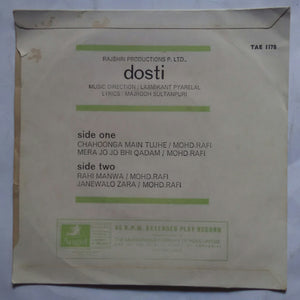 TAE 1178
RAJSHRI PRODUCTIONS P. LTD.,
dosti
MUSIC DIRECTION / LAXMIKANT PYARELAL
LYRICS / MAJROOH SULTANPURI
side one
CHAHOONGA MAIN TUJHE / MOHD.RAFI
MERA JO JO BHI QADAM / MOHD.RAFI
side two
RAHI MANWA / MOHD.RAFI
JANEWALO ZARA / MOHD.RAFI
45 R.P.M. EXTENDED PLAY RECORD